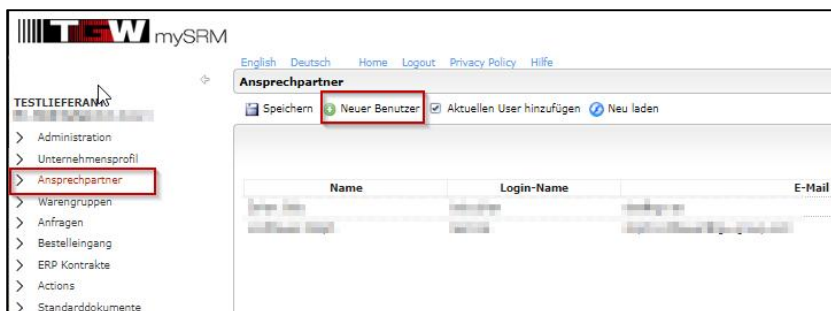 TGW mySRM
English Deutsch Home Logout Privacy Policy Hilfe
Ansprechpartner
Speichern Neuer Benutzer Aktuellen User hinzufügen Neu laden
TESTLIEFERANT
Administration
Unternehmensprofil
Ansprechpartner
Warengruppen
Anfragen
Bestelleingang
ERP Kontrakte
Actions
Standarddokumente
Name Login-Name E-Mail